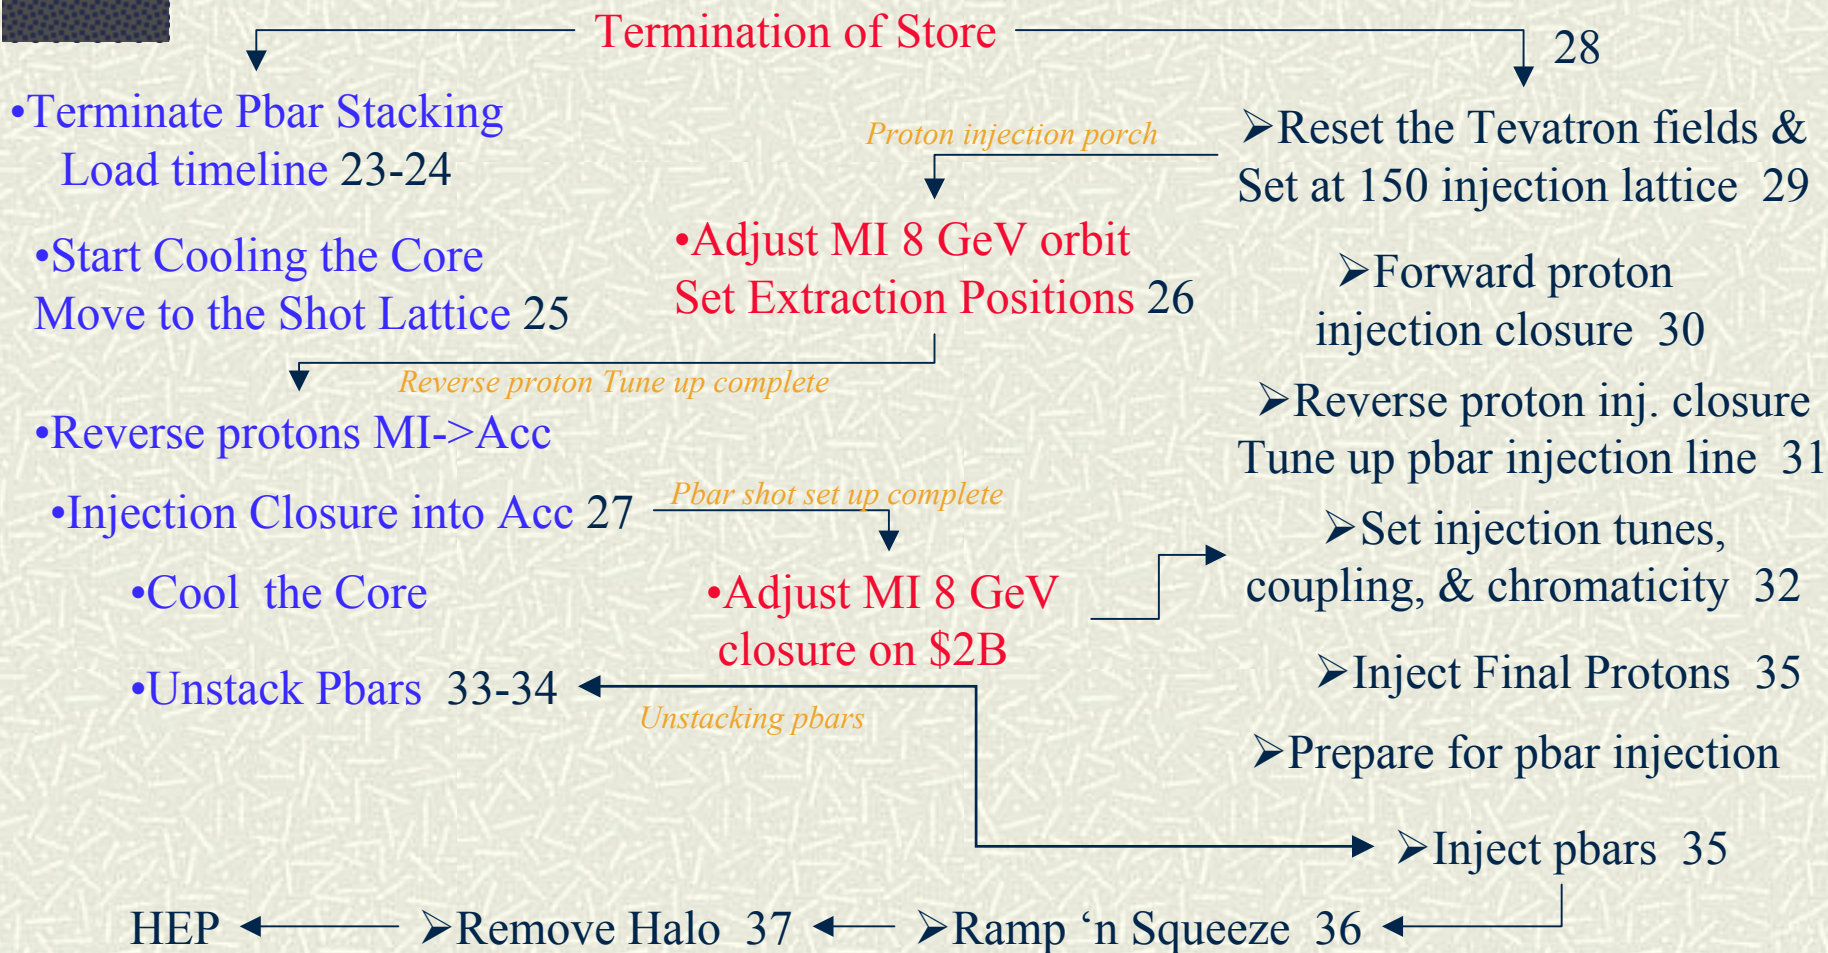 Termination of Store
28
•Terminate Pbar Stacking
Load timeline 23-24
•Start Cooling the Core
Move to the Shot Lattice 25
Proton injection porch
•Adjust MI 8 GeV orbit
Set Extraction Positions 26
Reverse proton Tune up complete
•Reverse protons MI->Acc
•Injection Closure into Acc 27
Pbar shot set up complete
•Cool the Core
•Adjust MI 8 GeV
closure on $2B
•Unstack Pbars 33-34
Unstacking pbars
➢Reset the Tevatron fields &
Set at 150 injection lattice 29
➢Forward proton
injection closure 30
➢Reverse proton inj. closure
Tune up pbar injection line 31
➢Set injection tunes,
coupling, & chromaticity 32
➢Inject Final Protons 35
➢Prepare for pbar injection
➢Inject pbars 35
HEP
➢Remove Halo 37
➢Ramp ‘n Squeeze 36